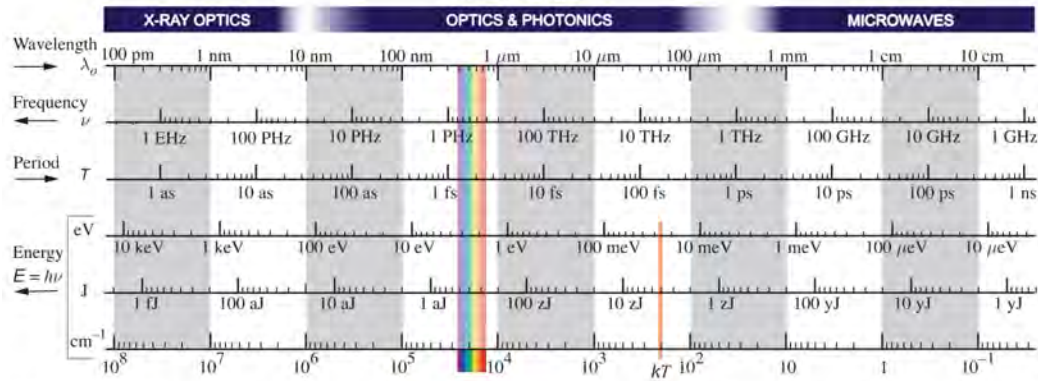 X-RAY OPTICS OPTICS & PHOTONICS MICROWAVES
Wavelength
λo 100 pm 1 nm 10 nm 100 nm 1 μm 10 μm 100 μm 1 mm 1 cm 10 cm
Frequency
ν
1 EHz 100 PHz 10 PHz 1 PHz 100 THz 10 THz 1 THz 100 GHz 10 GHz 1 GHz
Period
T
1 as 10 as 100 as 1 fs 10 fs 100 fs 1 ps 10 ps 100 ps 1 ns
eV
10 keV 1 keV 100 eV 10 eV 1 eV 100 meV 10 meV 1 meV 100 μeV 10 μeV
Energy
E = hν
J
1 fJ 100 aJ 10 aJ 1 aJ 100 zJ 10 zJ 1 zJ 100 yJ 10 yJ 1 yJ
cm⁻¹
10⁸ 10⁷ 10⁶ 10⁵ 10⁴ 10³ kT 10² 10 1 10⁻¹